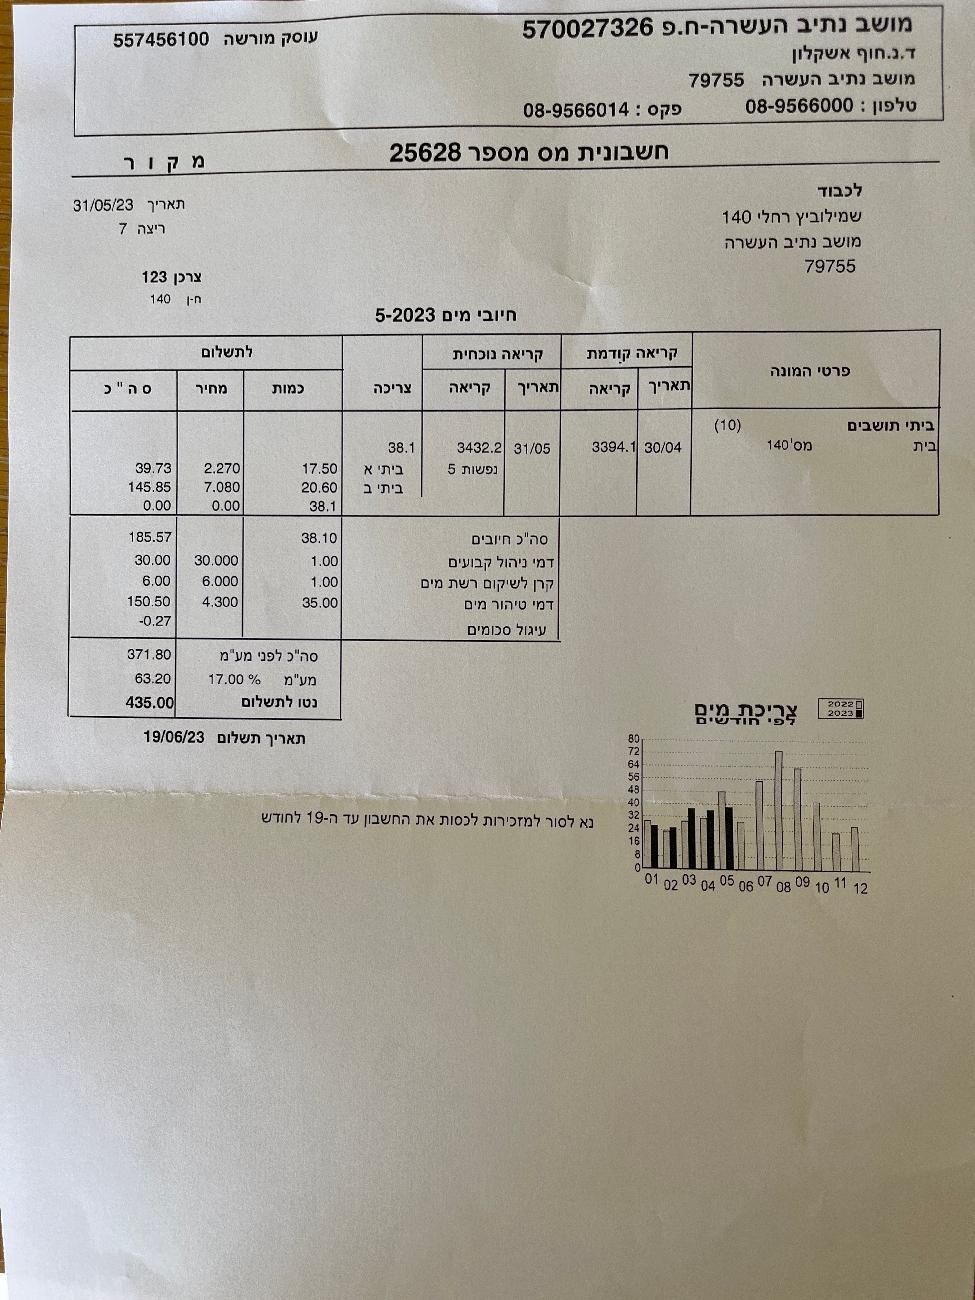 מושב נתיב העשרה-ח.פ 570027326 עוסק מורשה 557456100
ד.נ.חוף אשקלון
מושב נתיב העשרה 79755
טלפון : 08-9566000 פקס : 08-9566014
חשבונית מס מספר 25628 מ ק ו ר
לכבוד תאריך 31/05/23
שמילוביץ רחלי 140 ריצה 7
מושב נתיב העשרה
79755 צרכן 123
ח-ן 140
חיובי מים 5-2023
פרטי המונה קריאה קודמת קריאה נוכחית צריכה לתשלום
תאריך קריאה תאריך קריאה כמות מחיר ס ה " כ
ביתי תושבים (10)
בית מס'140 30/04 3394.1 31/05 3432.2 38.1
נפשות 5 ביתי א 17.50 2.270 39.73
ביתי ב 20.60 7.080 145.85
38.1 0.00 0.00
סה"כ חיובים 38.10 185.57
דמי ניהול קבועים 1.00 30.000 30.00
קרן לשיקום רשת מים 1.00 6.000 6.00
דמי טיהור מים 35.00 4.300 150.50
עיגול סכומים -0.27
סה"כ לפני מע"מ 371.80
מע"מ 17.00 % 63.20
נטו לתשלום 435.00
תאריך תשלום 19/06/23
צריכת מים
לפי חודשים
2022
2023
80
72
64
56
48
40
32
24
16
8
0
01 02 03 04 05 06 07 08 09 10 11 12
נא לסור למזכירות לכסות את החשבון עד ה-19 לחודש